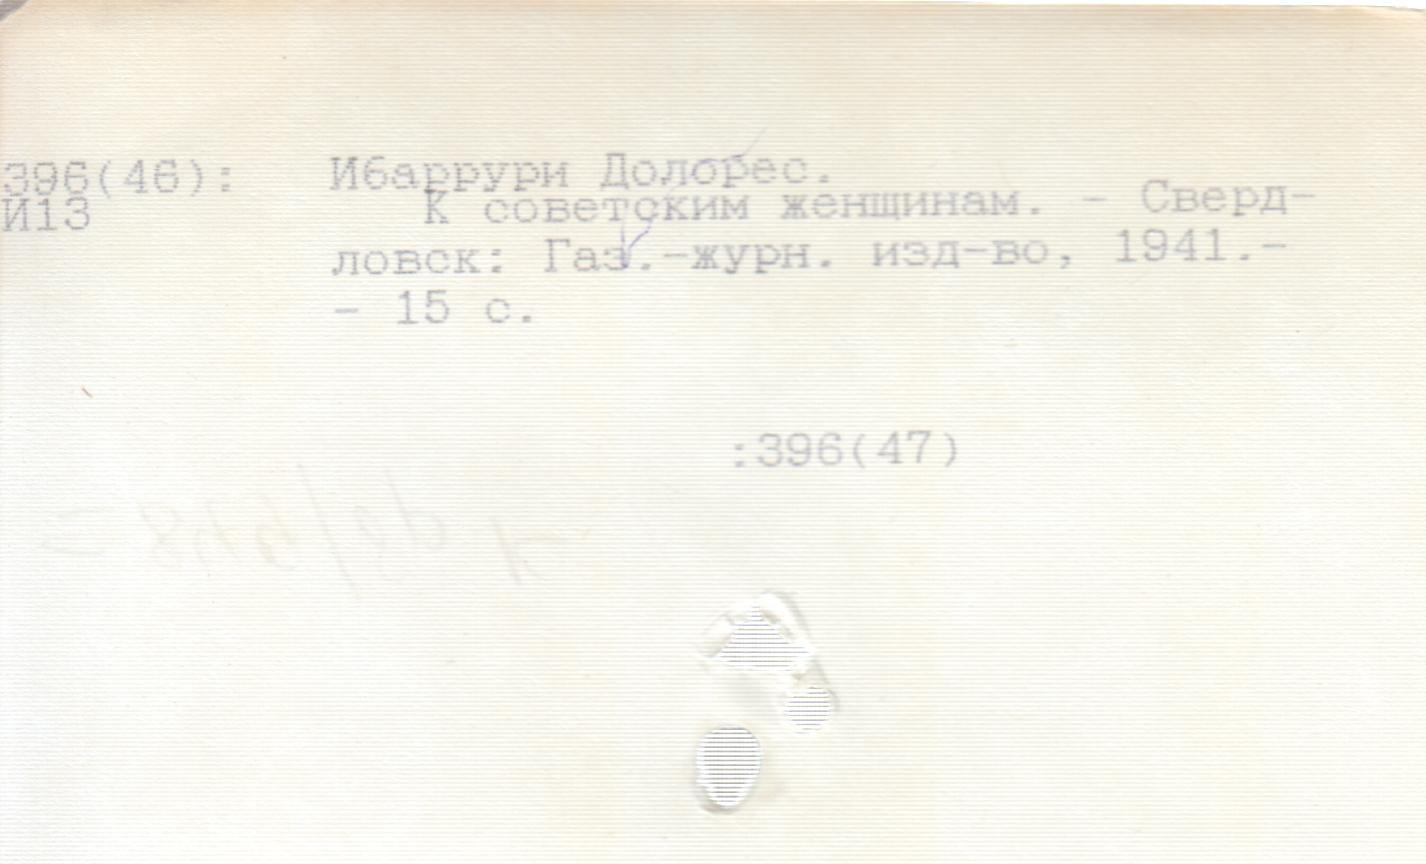 396(46): Ибаррури Долорес.
И13 К советским женщинам. - Сверд-
ловск: Газ.-журн. изд-во, 1941.-
- 15 с.
:396(47)